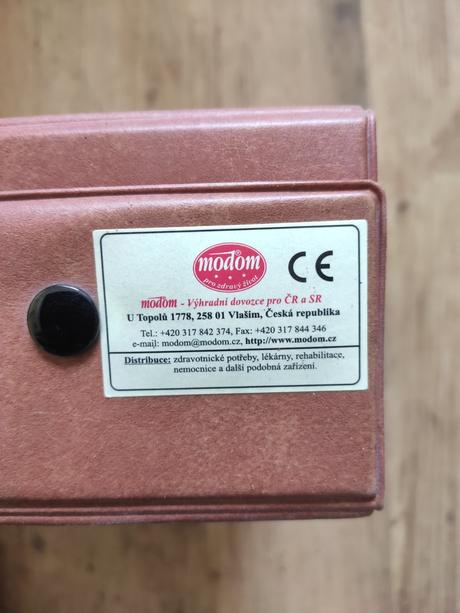 modom
pro zdravý život
CE
modom - Výhradní dovozce pro ČR a SR
U Topolů 1778, 258 01 Vlašim, Česká republika
Tel.: +420 317 842 374, Fax: +420 317 844 346
e-mail: modom@modom.cz, http://www.modom.cz
Distribuce: zdravotnické potřeby, lékárny, rehabilitace,
nemocnice a další podobná zařízení.